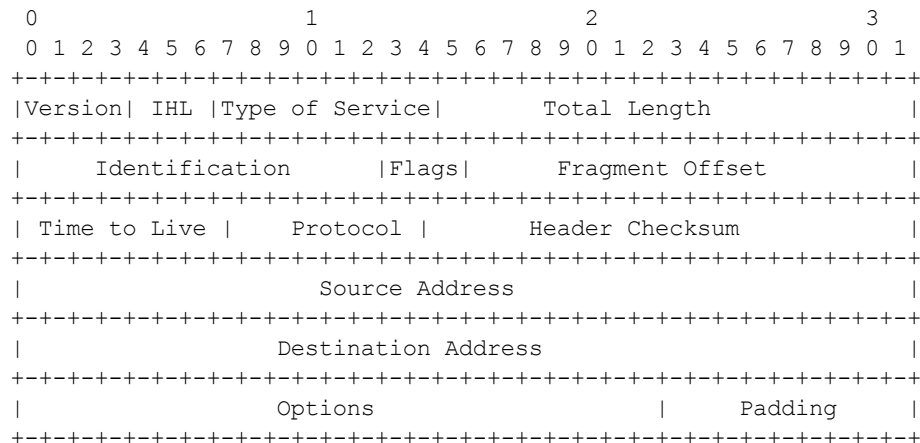 0                   1                   2                   3
 0 1 2 3 4 5 6 7 8 9 0 1 2 3 4 5 6 7 8 9 0 1 2 3 4 5 6 7 8 9 0 1
+-+-+-+-+-+-+-+-+-+-+-+-+-+-+-+-+-+-+-+-+-+-+-+-+-+-+-+-+-+-+-+-+
|Version| IHL |Type of Service|       Total Length              |
+-+-+-+-+-+-+-+-+-+-+-+-+-+-+-+-+-+-+-+-+-+-+-+-+-+-+-+-+-+-+-+-+
|     Identification      |Flags|      Fragment Offset          |
+-+-+-+-+-+-+-+-+-+-+-+-+-+-+-+-+-+-+-+-+-+-+-+-+-+-+-+-+-+-+-+-+
| Time to Live |    Protocol |       Header Checksum            |
+-+-+-+-+-+-+-+-+-+-+-+-+-+-+-+-+-+-+-+-+-+-+-+-+-+-+-+-+-+-+-+-+
|                     Source Address                            |
+-+-+-+-+-+-+-+-+-+-+-+-+-+-+-+-+-+-+-+-+-+-+-+-+-+-+-+-+-+-+-+-+
|                  Destination Address                          |
+-+-+-+-+-+-+-+-+-+-+-+-+-+-+-+-+-+-+-+-+-+-+-+-+-+-+-+-+-+-+-+-+
|                  Options                    |     Padding     |
+-+-+-+-+-+-+-+-+-+-+-+-+-+-+-+-+-+-+-+-+-+-+-+-+-+-+-+-+-+-+-+-+